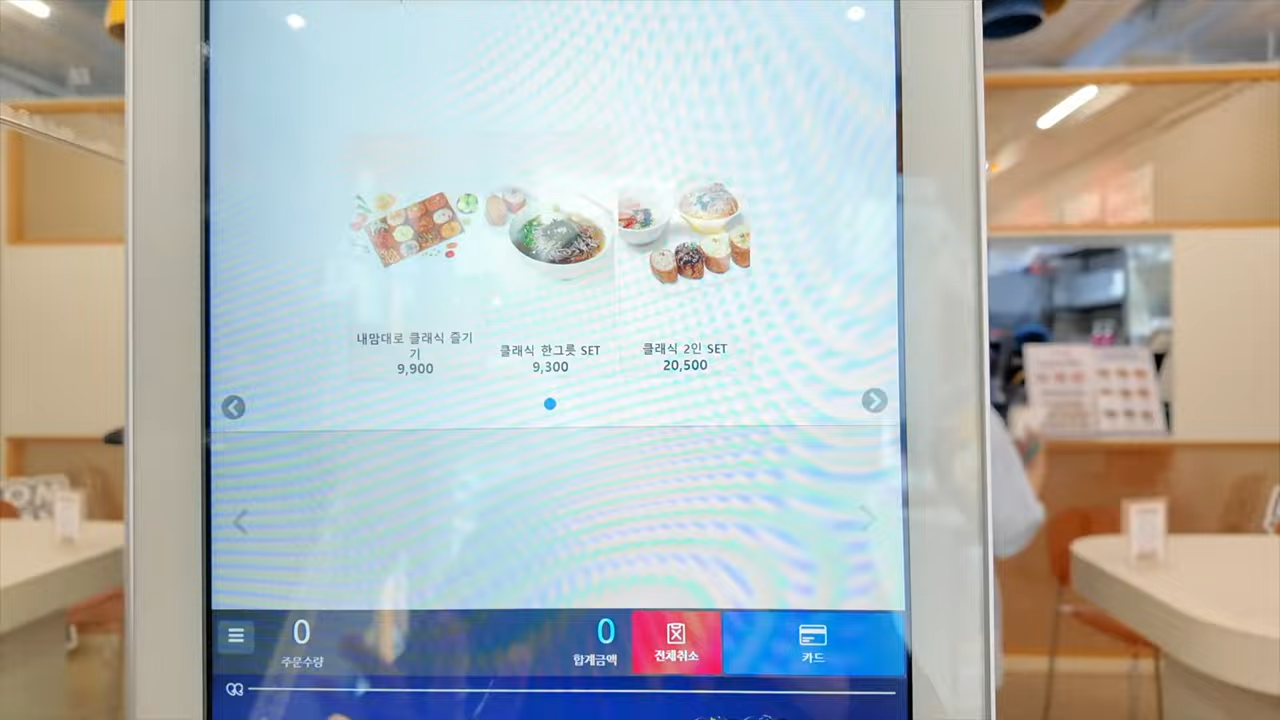 내맘대로 클래식 즐기
기
9,900
클래식 한그릇 SET
9,300
클래식 2인 SET
20,500
0
주문수량
0
합계금액
전체취소
카드